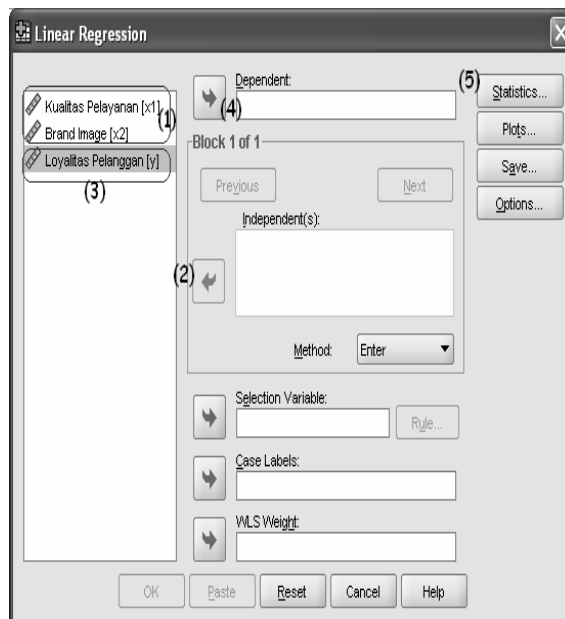 Linear Regression
X
Kualitas Pelayanan [x1]
(1)
Brand Image [x2]
Loyalitas Pelanggan [y]
(3)
Dependent:
(4)
Block 1 of 1
Previous
Next
Independent(s):
(2)
Method:
Enter
Selection Variable:
Rule...
Case Labels:
WLS Weight:
(5)
Statistics...
Plots...
Save...
Options...
OK
Paste
Reset
Cancel
Help